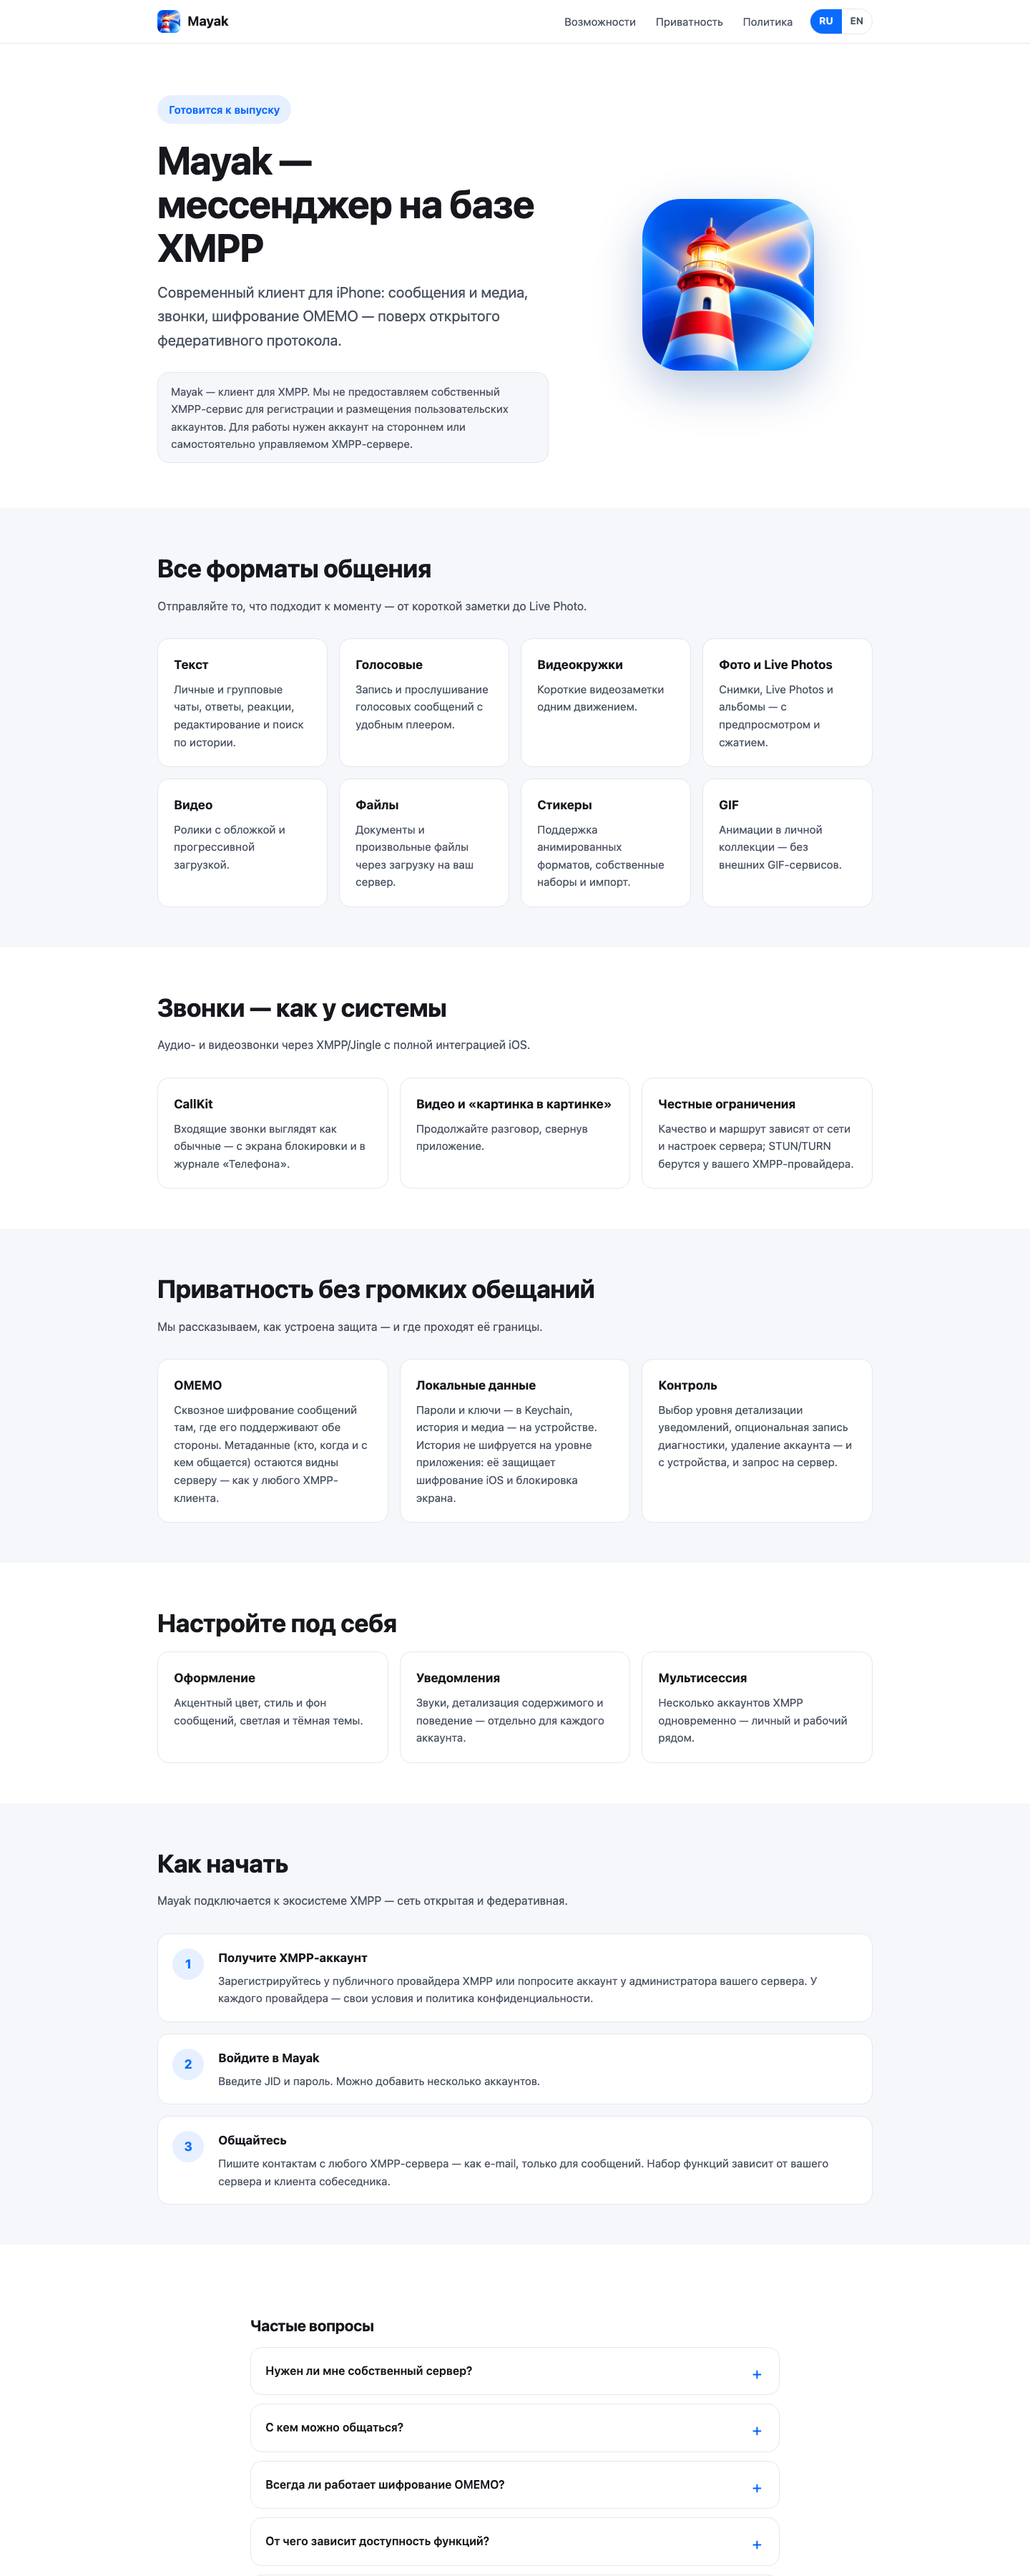 Mayak
Возможности
Приватность
Политика
RU
EN
Готовится к выпуску
Mayak —
мессенджер на базе
XMPP
Современный клиент для iPhone: сообщения и медиа,
звонки, шифрование OMEMO — поверх открытого
федеративного протокола.
Mayak — клиент для XMPP. Мы не предоставляем собственный
XMPP-сервис для регистрации и размещения пользовательских
аккаунтов. Для работы нужен аккаунт на стороннем или
самостоятельно управляемом XMPP-сервере.
Все форматы общения
Отправляйте то, что подходит к моменту — от короткой заметки до Live Photo.
Текст
Личные и групповые
чаты, ответы, реакции,
редактирование и поиск
по истории.
Голосовые
Запись и прослушивание
голосовых сообщений с
удобным плеером.
Видеокружки
Короткие видеозаметки
одним движением.
Фото и Live Photos
Снимки, Live Photos и
альбомы — с
предпросмотром и
сжатием.
Видео
Ролики с обложкой и
прогрессивной
загрузкой.
Файлы
Документы и
произвольные файлы
через загрузку на ваш
сервер.
Стикеры
Поддержка
анимированных
форматов, собственные
наборы и импорт.
GIF
Анимации в личной
коллекции — без
внешних GIF-сервисов.
Звонки — как у системы
Аудио- и видеозвонки через XMPP/Jingle с полной интеграцией iOS.
CallKit
Входящие звонки выглядят как
обычные — с экрана блокировки и в
журнале «Телефона».
Видео и «картинка в картинке»
Продолжайте разговор, свернув
приложение.
Честные ограничения
Качество и маршрут зависят от сети
и настроек сервера; STUN/TURN
берутся у вашего XMPP-провайдера.
Приватность без громких обещаний
Мы рассказываем, как устроена защита — и где проходят её границы.
OMEMO
Сквозное шифрование сообщений
там, где его поддерживают обе
стороны. Метаданные (кто, когда и с
кем общается) остаются видны
серверу — как у любого XMPP-
клиента.
Локальные данные
Пароли и ключи — в Keychain,
история и медиа — на устройстве.
История не шифруется на уровне
приложения: её защищает
шифрование iOS и блокировка
экрана.
Контроль
Выбор уровня детализации
уведомлений, опциональная запись
диагностики, удаление аккаунта — и
с устройства, и запрос на сервер.
Настройте под себя
Оформление
Акцентный цвет, стиль и фон
сообщений, светлая и тёмная темы.
Уведомления
Звуки, детализация содержимого и
поведение — отдельно для каждого
аккаунта.
Мультисессия
Несколько аккаунтов XMPP
одновременно — личный и рабочий
рядом.
Как начать
Mayak подключается к экосистеме XMPP — сеть открытая и федеративная.
1
Получите XMPP-аккаунт
Зарегистрируйтесь у публичного провайдера XMPP или попросите аккаунт у администратора вашего сервера. У
каждого провайдера — свои условия и политика конфиденциальности.
2
Войдите в Mayak
Введите JID и пароль. Можно добавить несколько аккаунтов.
3
Общайтесь
Пишите контактам с любого XMPP-сервера — как e-mail, только для сообщений. Набор функций зависит от вашего
сервера и клиента собеседника.
Частые вопросы
Нужен ли мне собственный сервер?
+
С кем можно общаться?
+
Всегда ли работает шифрование OMEMO?
+
От чего зависит доступность функций?
+